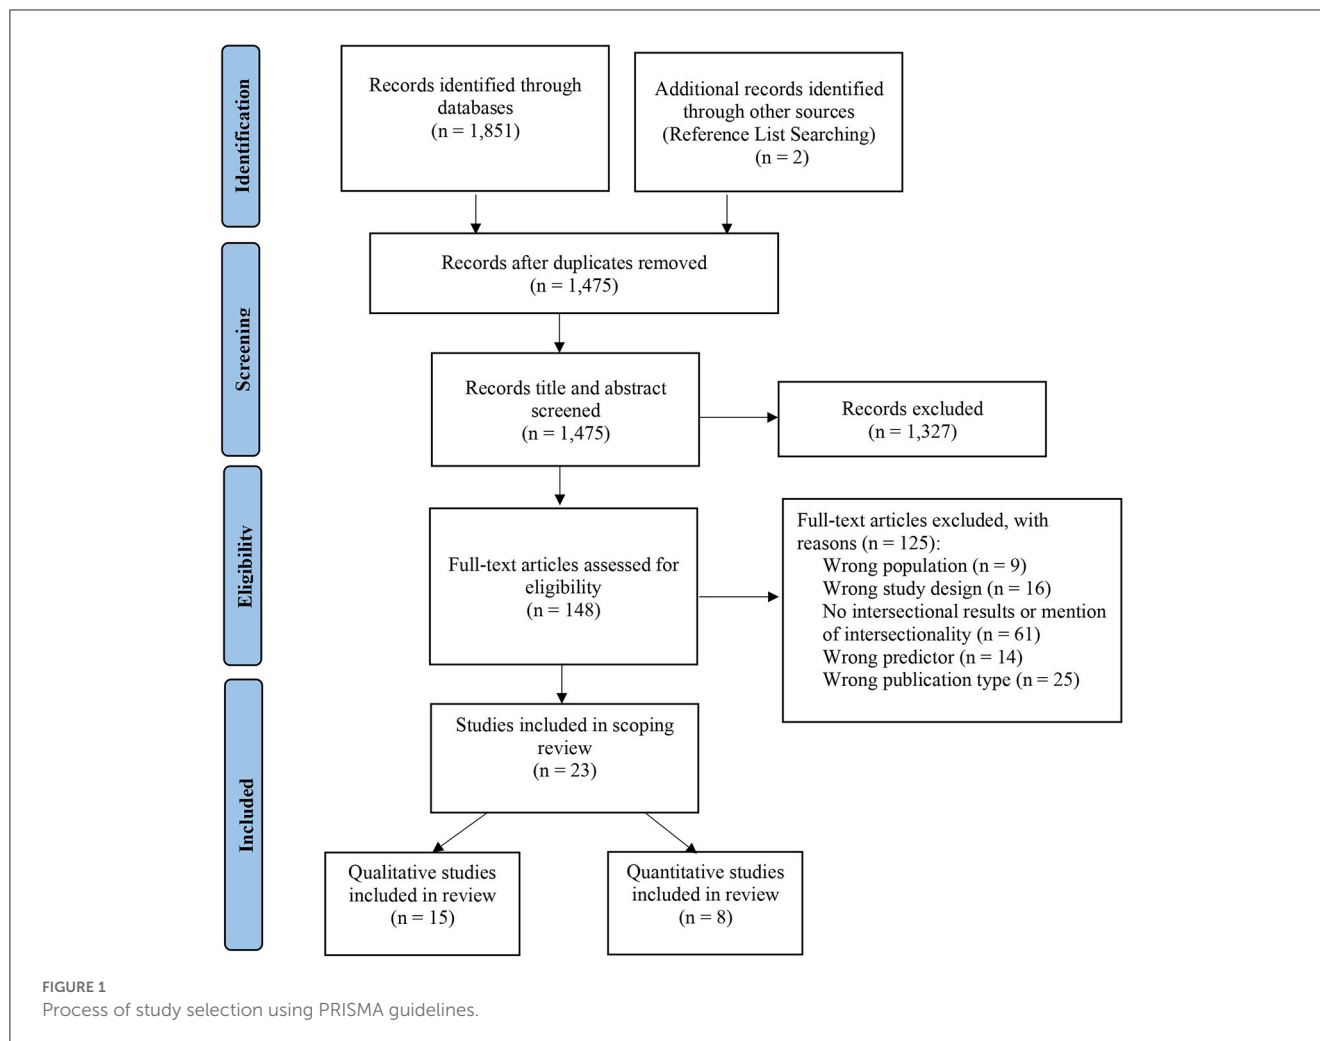 Identification
Records identified through
databases
(n = 1,851)
Additional records identified
through other sources
(Reference List Searching)
(n = 2)
Screening
Records after duplicates removed
(n = 1,475)
Records title and abstract
screened
(n = 1,475)
Records excluded
(n = 1,327)
Eligibility
Full-text articles assessed for
eligibility
(n = 148)
Full-text articles excluded, with
reasons (n = 125):
Wrong population (n = 9)
Wrong study design (n = 16)
No intersectional results or mention
of intersectionality (n = 61)
Wrong predictor (n = 14)
Wrong publication type (n = 25)
Included
Studies included in scoping
review
(n = 23)
Qualitative studies
included in review
(n = 15)
Quantitative studies
included in review
(n = 8)
FIGURE 1
Process of study selection using PRISMA guidelines.